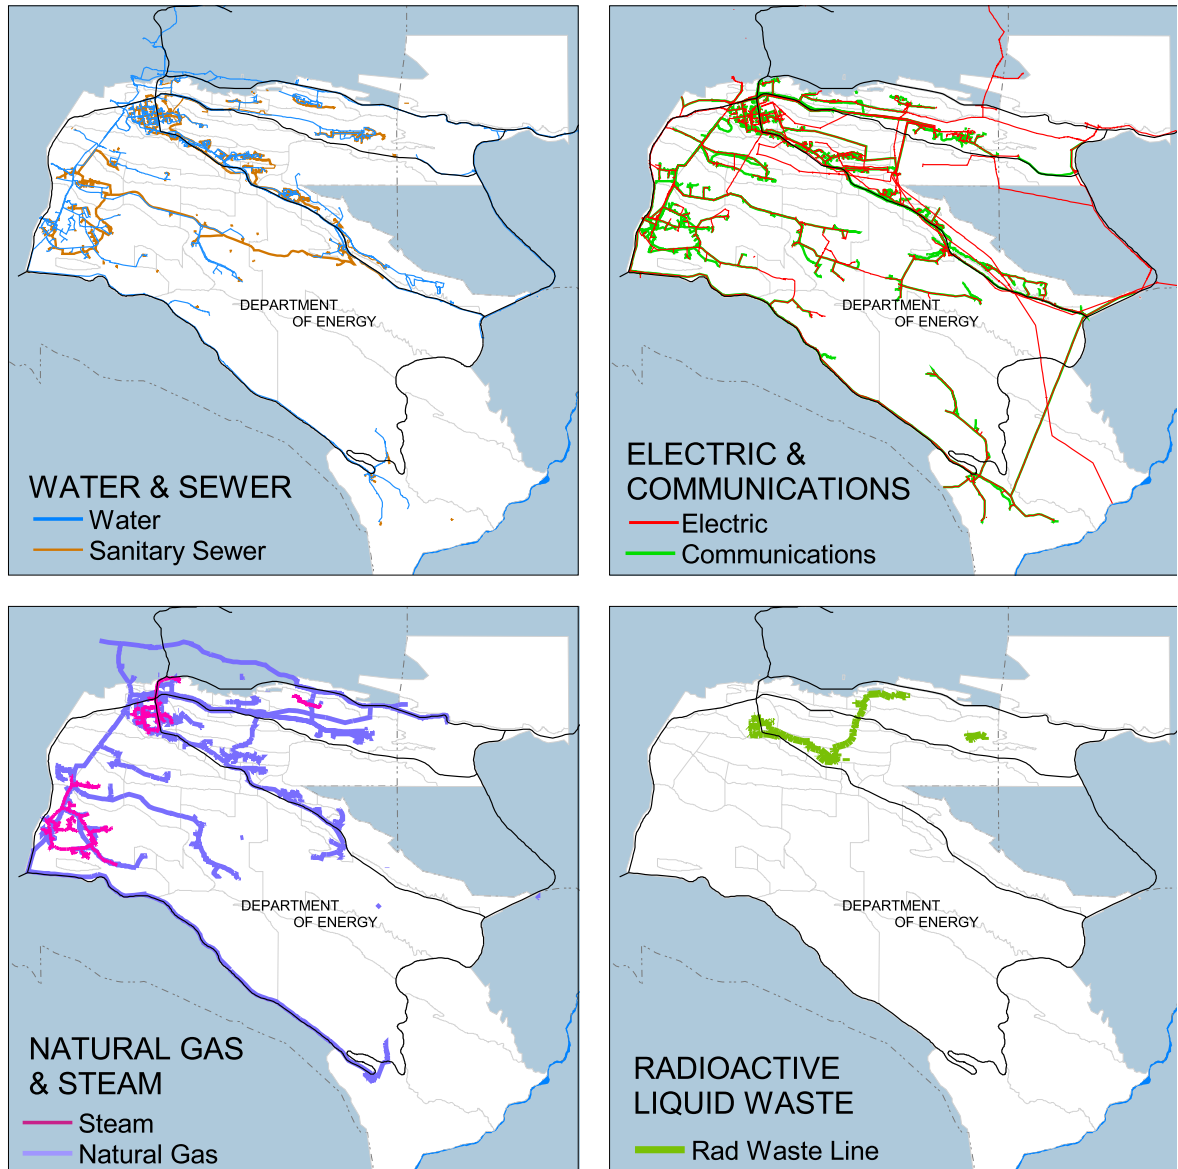 DEPARTMENT
OF ENERGY
WATER & SEWER
Water
Sanitary Sewer
DEPARTMENT
OF ENERGY
ELECTRIC &
COMMUNICATIONS
Electric
Communications
DEPARTMENT
OF ENERGY
NATURAL GAS
& STEAM
Steam
Natural Gas
DEPARTMENT
OF ENERGY
RADIOACTIVE
LIQUID WASTE
Rad Waste Line